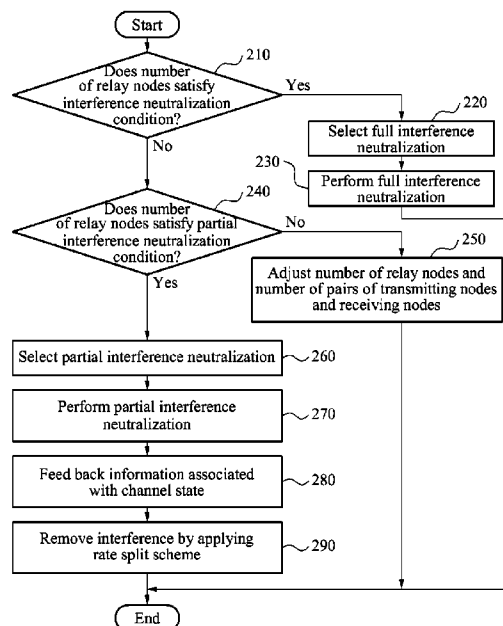 Start
210
Does number
of relay nodes satisfy
interference neutralization
condition?
Yes
220
Select full interference
neutralization
No
230
Perform full interference
neutralization
240
Does number
of relay nodes satisfy partial
interference neutralization
condition?
No
250
Adjust number of relay nodes and
number of pairs of transmitting nodes
and receiving nodes
Yes
Select partial interference neutralization
260
Perform partial interference
neutralization
270
Feed back information associated
with channel state
280
Remove interference by applying
rate split scheme
290
End